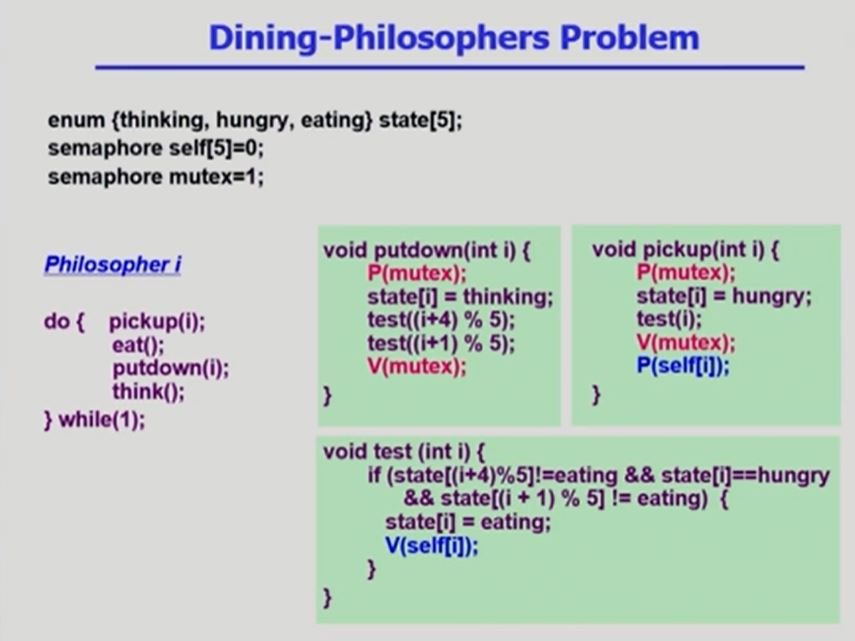 Dining-Philosophers Problem
enum {thinking, hungry, eating} state[5];
semaphore self[5]=0;
semaphore mutex=1;
Philosopher i
do { pickup(i);
eat();
putdown(i);
think();
} while(1);
void putdown(int i) {
P(mutex);
state[i] = thinking;
test((i+4) % 5);
test((i+1) % 5);
V(mutex);
}
void pickup(int i) {
P(mutex);
state[i] = hungry;
test(i);
V(mutex);
P(self[i]);
}
void test (int i) {
if (state[(i+4)%5]!=eating && state[i]==hungry
&& state[(i + 1) % 5] != eating) {
state[i] = eating;
V(self[i]);
}
}